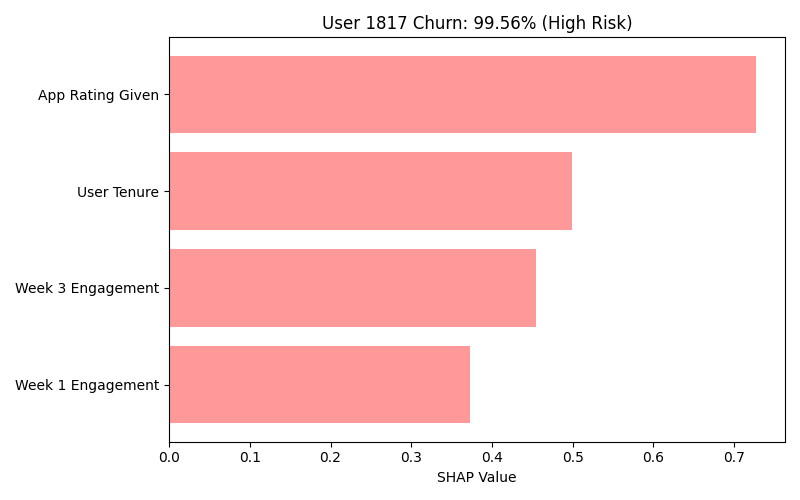 User 1817 Churn: 99.56% (High Risk)
App Rating Given
User Tenure
Week 3 Engagement
Week 1 Engagement
0.0 0.1 0.2 0.3 0.4 0.5 0.6 0.7
SHAP Value